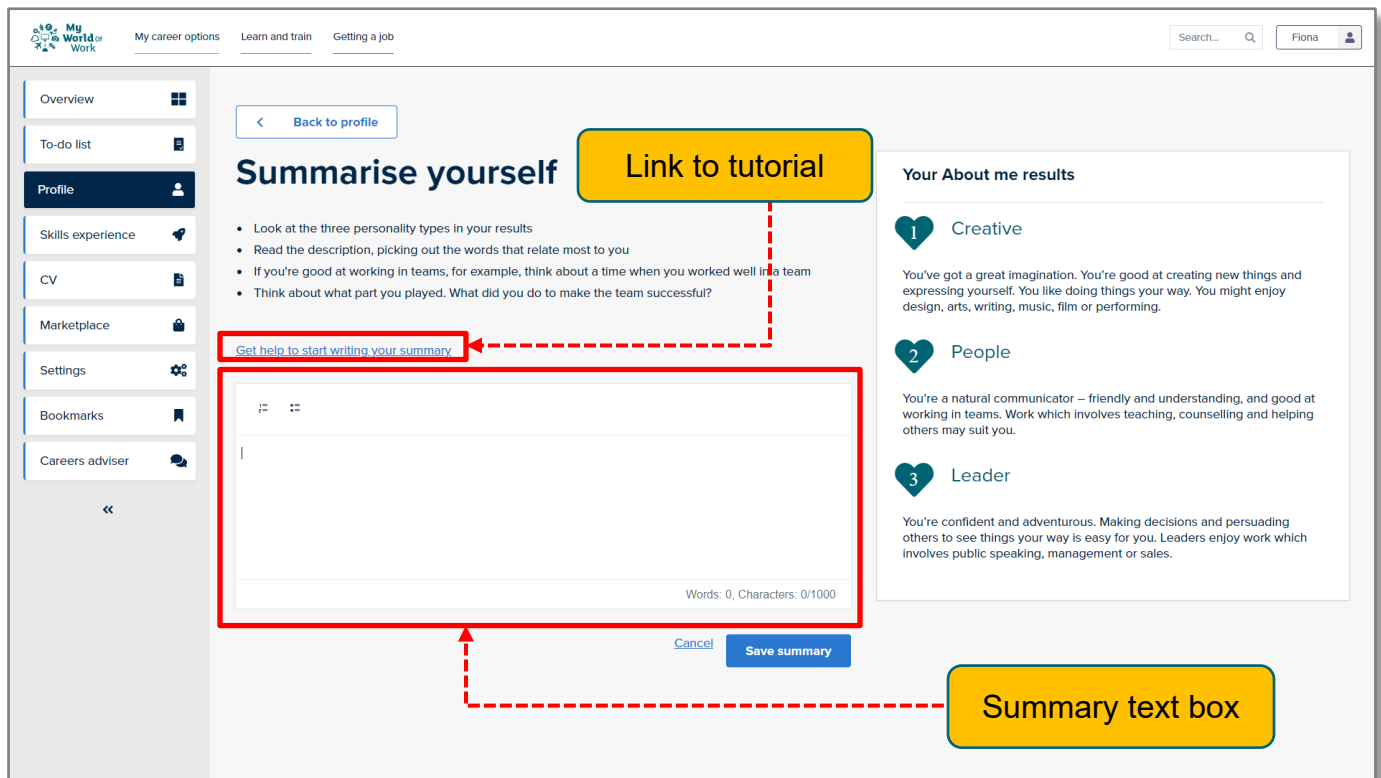 My
World OF
Work
My career options
Learn and train
Getting a job
Search...
Fiona
Overview
To-do list
Profile
Skills experience
CV
Marketplace
Settings
Bookmarks
Careers adviser
Back to profile
Summarise yourself
Link to tutorial
• Look at the three personality types in your results
• Read the description, picking out the words that relate most to you
• If you're good at working in teams, for example, think about a time when you worked well in a team
• Think about what part you played. What did you do to make the team successful?
Get help to start writing your summary
Words: 0, Characters: 0/1000
Cancel
Save summary
Summary text box
Your About me results
1
Creative
You've got a great imagination. You're good at creating new things and
expressing yourself. You like doing things your way. You might enjoy
design, arts, writing, music, film or performing.
2
People
You're a natural communicator – friendly and understanding, and good at
working in teams. Work which involves teaching, counselling and helping
others may suit you.
3
Leader
You're confident and adventurous. Making decisions and persuading
others to see things your way is easy for you. Leaders enjoy work which
involves public speaking, management or sales.